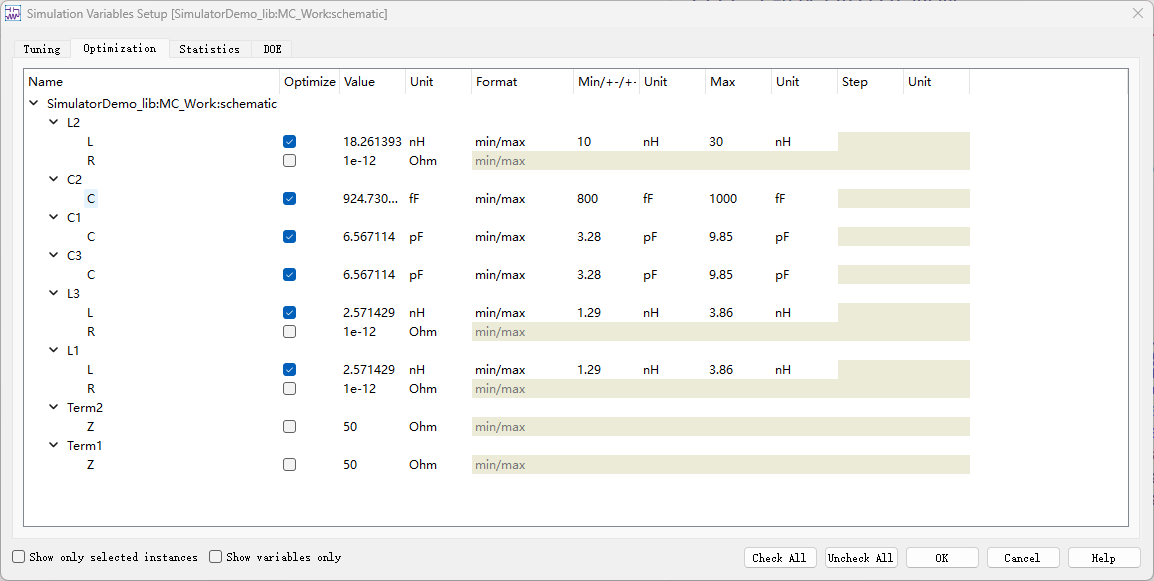 Simulation Variables Setup [SimulatorDemo_lib:MC_Work:schematic]
Tuning Optimization Statistics DOE
Name Optimize Value Unit Format Min/+-/+- Unit Max Unit Step Unit
SimulatorDemo_lib:MC_Work:schematic
L2
L 18.261393 nH min/max 10 nH 30 nH
R 1e-12 Ohm min/max
C2
C 924.730... fF min/max 800 fF 1000 fF
C1
C 6.567114 pF min/max 3.28 pF 9.85 pF
C3
C 6.567114 pF min/max 3.28 pF 9.85 pF
L3
L 2.571429 nH min/max 1.29 nH 3.86 nH
R 1e-12 Ohm min/max
L1
L 2.571429 nH min/max 1.29 nH 3.86 nH
R 1e-12 Ohm min/max
Term2
Z 50 Ohm min/max
Term1
Z 50 Ohm min/max
Show only selected instances Show variables only Check All Uncheck All OK Cancel Help